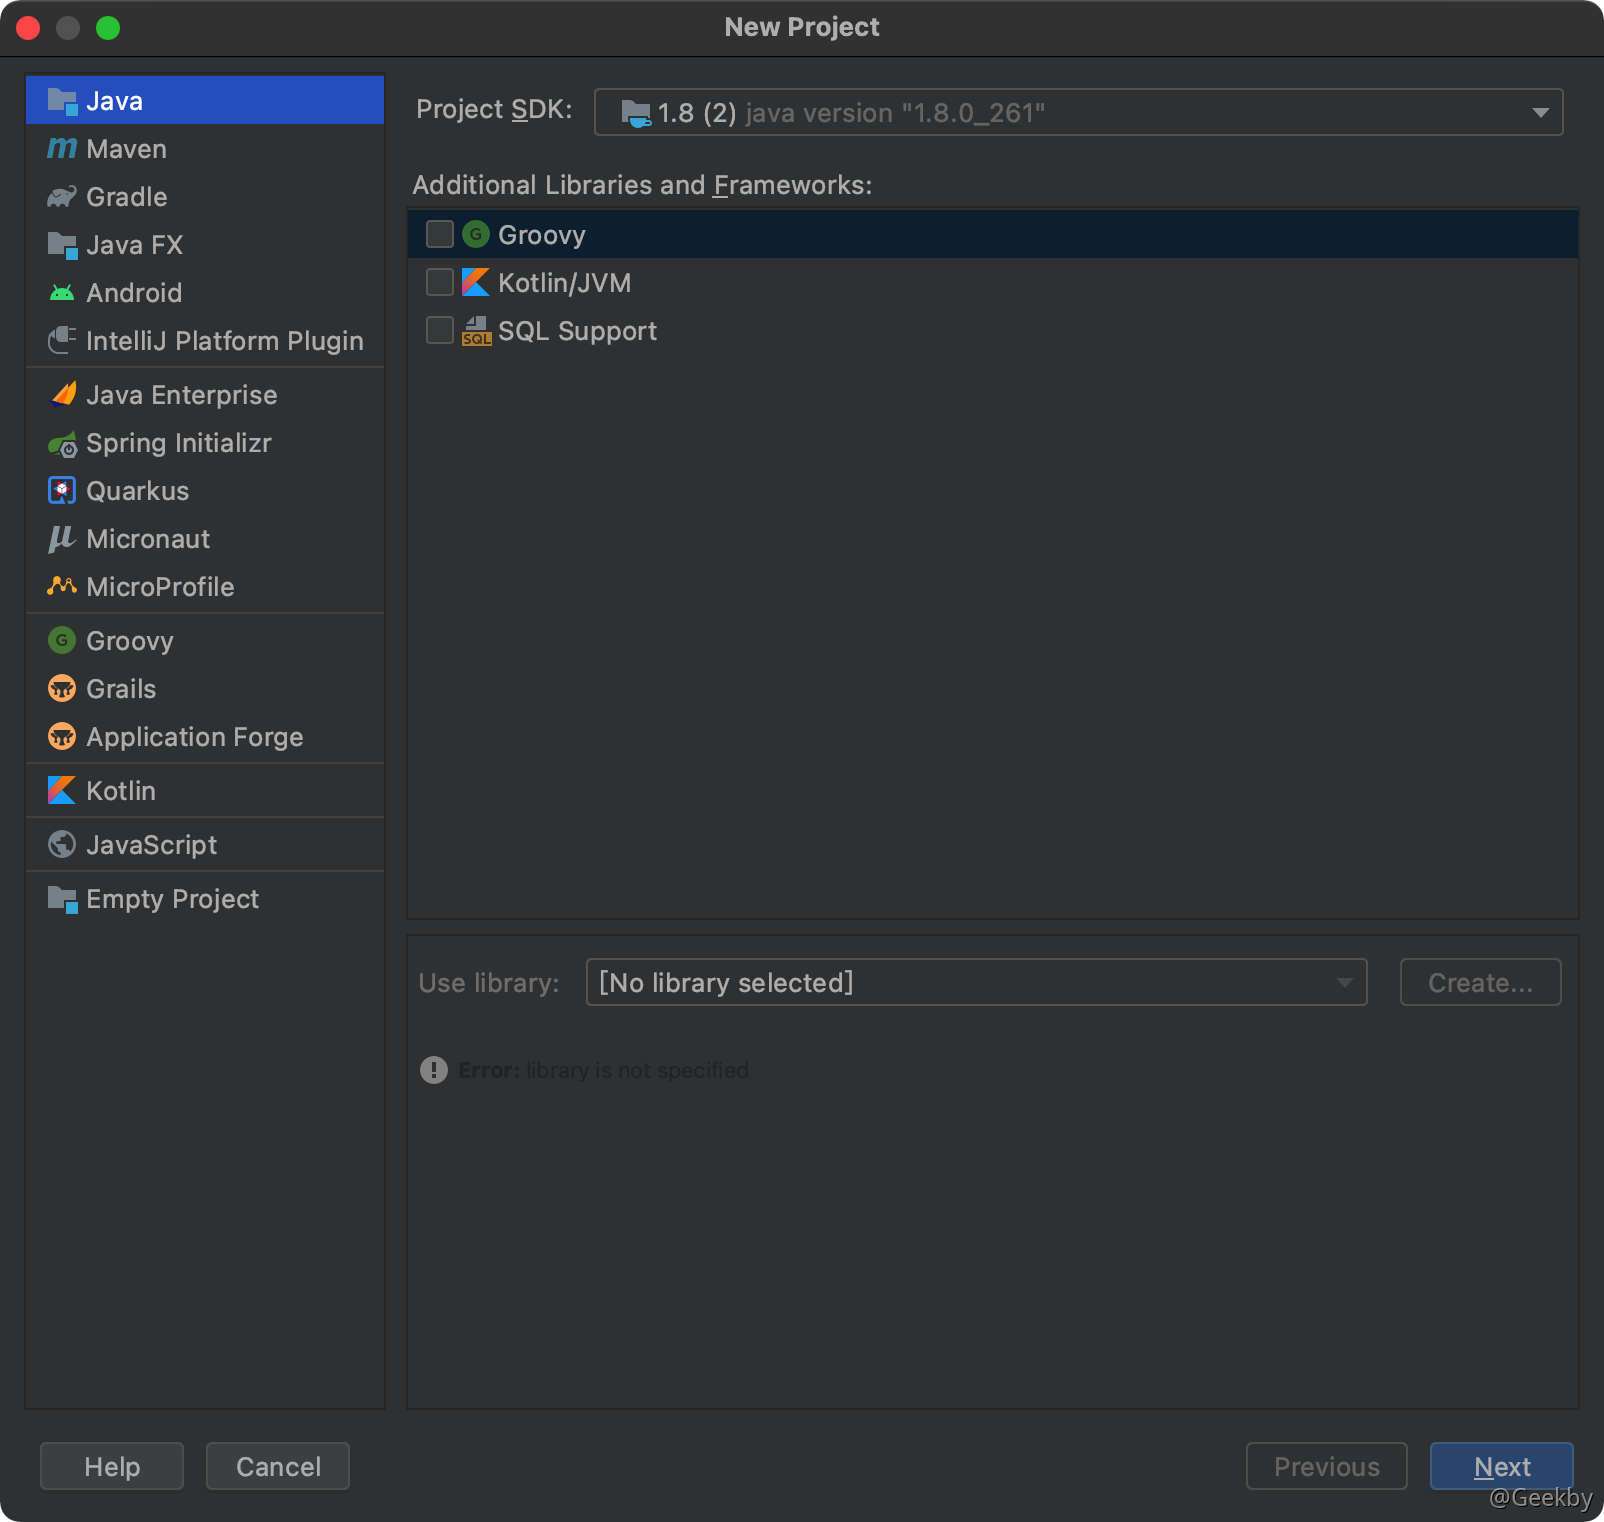 New Project
Java
Maven
Gradle
Java FX
Android
IntelliJ Platform Plugin
Java Enterprise
Spring Initializr
Quarkus
Micronaut
MicroProfile
Groovy
Grails
Application Forge
Kotlin
JavaScript
Empty Project
Project SDK: 1.8 (2) java version "1.8.0_261"
Additional Libraries and Frameworks:
G Groovy
Kotlin/JVM
SQL SQL Support
Use library: [No library selected] Create...
Error: library is not specified
Help Cancel Previous Next
@Geekby